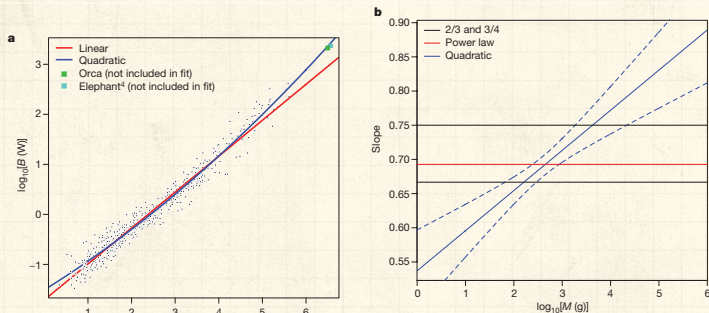 a
Linear
Quadratic
Orca (not included in fit)
Elephant⁴ (not included in fit)
log₁₀[B (W)]
3
2
1
0
−1
1 2 3 4 5 6
b
2/3 and 3/4
Power law
Quadratic
Slope
0.90
0.85
0.80
0.75
0.70
0.65
0.60
0.55
0 1 2 3 4 5 6
log₁₀[M (g)]